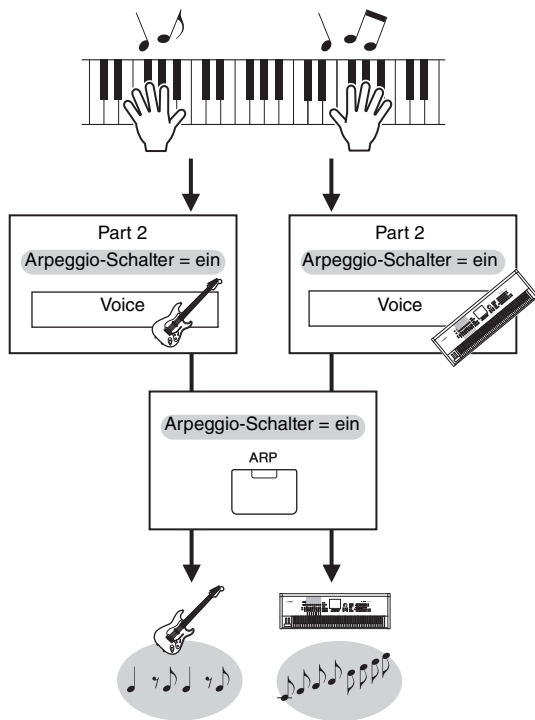 Part 2
Arpeggio-Schalter = ein
Voice
Part 2
Arpeggio-Schalter = ein
Voice
Arpeggio-Schalter = ein
ARP